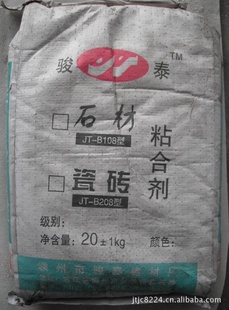 骏 泰 TM
石材
JT-B108型
瓷砖
JT-B208型
粘合剂
级别:
净含量: 20±1kg 颜色:
jtjc8224.cn.alibaba.com